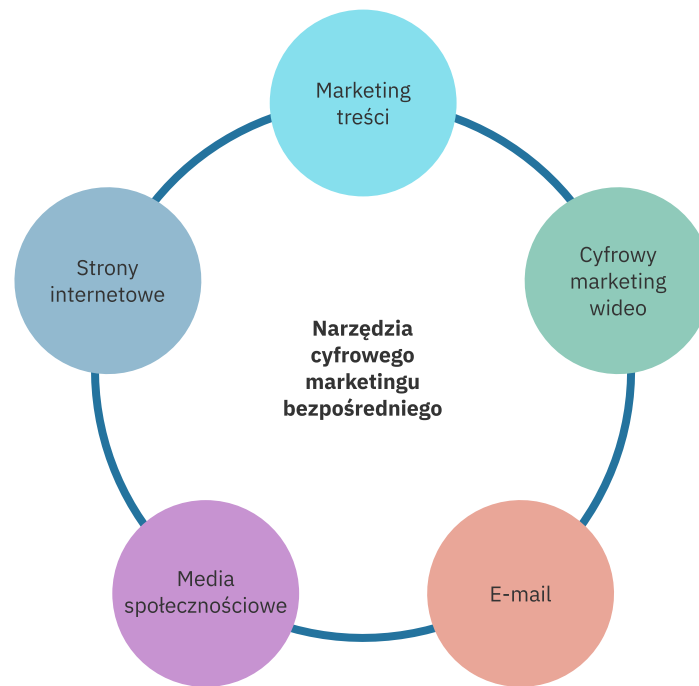 Marketing
treści
Cyfrowy
marketing
wideo
E-mail
Media
społecznościowe
Strony
internetowe
Narzędzia
cyfrowego
marketingu
bezpośredniego